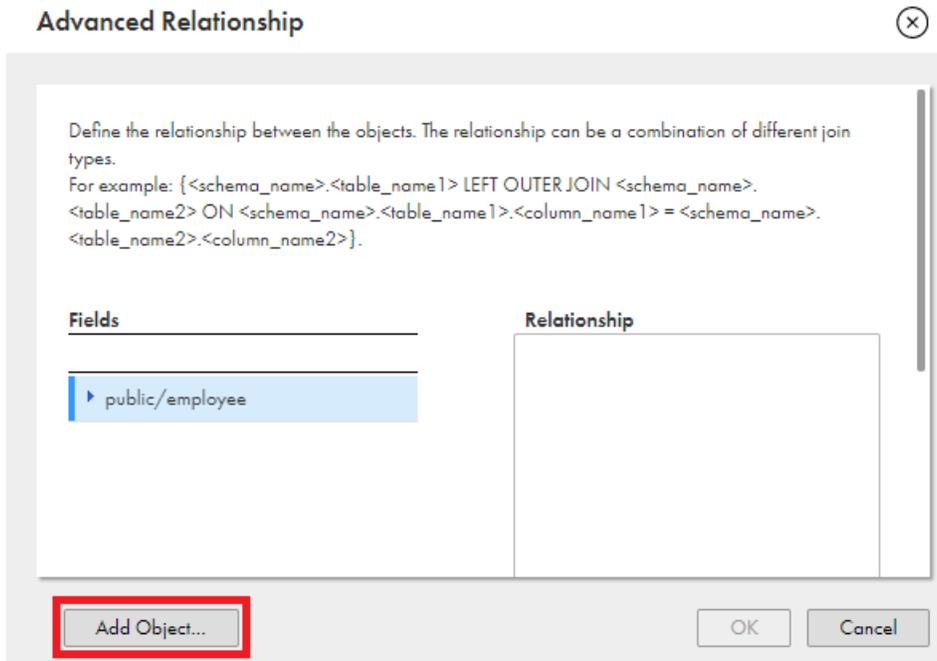 Advanced Relationship
Define the relationship between the objects. The relationship can be a combination of different join
types.
For example: {<schema_name>.<table_name1> LEFT OUTER JOIN <schema_name>.
<table_name2> ON <schema_name>.<table_name1>.<column_name1> = <schema_name>.
<table_name2>.<column_name2>}.
Fields
Relationship
public/employee
Add Object...
OK
Cancel